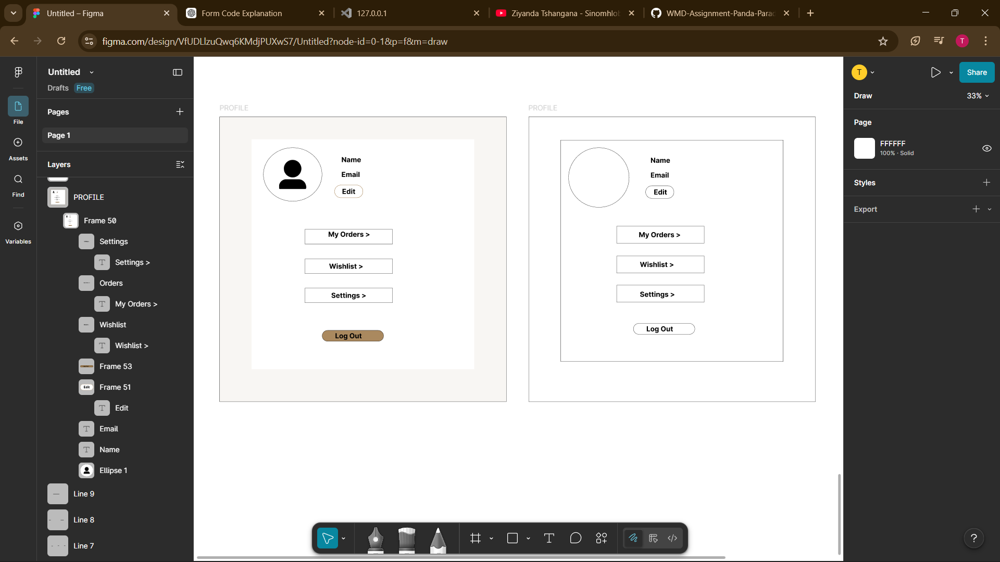 Untitled – Figma
Form Code Explanation
127.0.0.1
Ziyanda Tshangana - Sinomhlo
WMD-Assignment-Panda-Parad
figma.com/design/VfUDLlzuQwq6KMdjPUXwS7/Untitled?node-id=0-1&p=f&m=draw
T
Untitled
Drafts Free
Pages
Page 1
Layers
File
Assets
Find
Variables
PROFILE
Frame 50
Settings
T Settings >
Orders
T My Orders >
Wishlist
T Wishlist >
Frame 53
Edit Frame 51
T Edit
T Email
T Name
Ellipse 1
Line 9
Line 8
Line 7
PROFILE
Name
Email
Edit
My Orders >
Wishlist >
Settings >
Log Out
PROFILE
Name
Email
Edit
My Orders >
Wishlist >
Settings >
Log Out
T
Share
Draw
33%
Page
FFFFFF
100% · Solid
Styles
Export
?